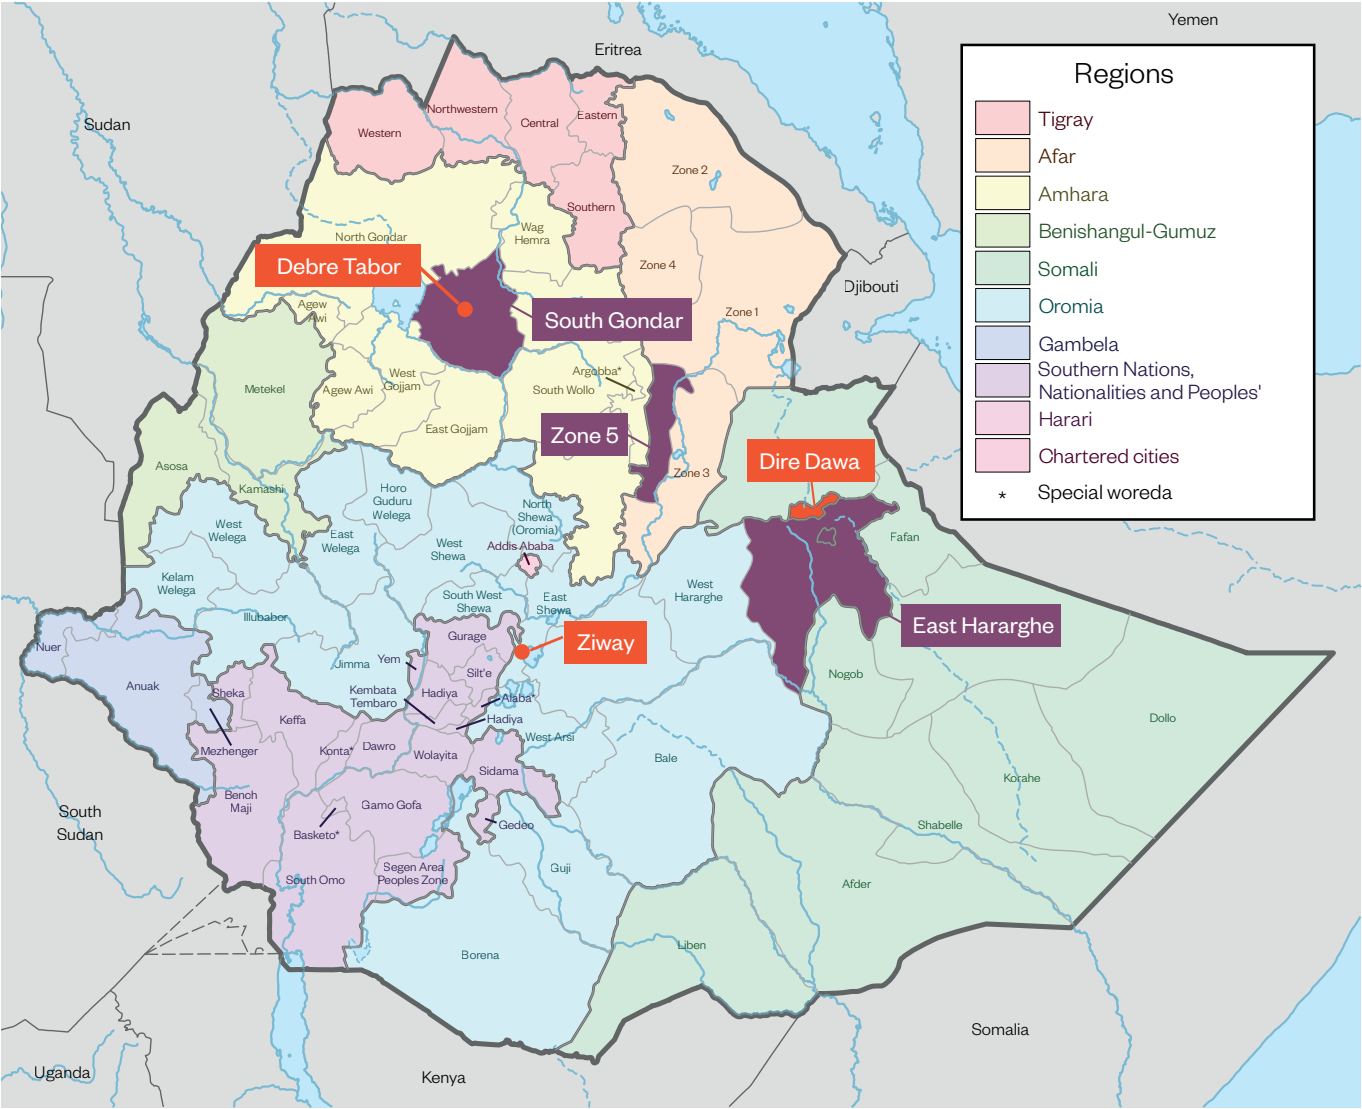 Yemen
Eritrea
Sudan
Djibouti
South
Sudan
Uganda
Kenya
Somalia
Regions
Tigray
Afar
Amhara
Benishangul-Gumuz
Somali
Oromia
Gambela
Southern Nations,
Nationalities and Peoples'
Harari
Chartered cities
* Special woreda
Western
Northwestern
Central
Eastern
Southern
Zone 2
Zone 4
Zone 1
Zone 3
North Gondar
Wag
Hemra
Debre Tabor
South Gondar
Agew
Awi
Agew Awi
West
Gojjam
East Gojjam
Argobba*
South Wollo
Zone 5
Metekel
Asosa
Kamashi
Dire Dawa
East Hararghe
Fafan
Horo
Guduru
Welega
North
Shewa
(Oromia)
Addis Ababa
West
Welega
East
Welega
West
Shewa
Kelam
Welega
South West
Shewa
East
Shewa
West
Hararghe
Illubabor
Jimma
Ziway
Nuer
Anuak
Gurage
Yem
Silt'e
Sheka
Kembata
Tembaro
Hadiya
Alaba*
Hadiya
Keffa
Mezhenger
Konta*
Dawro
Wolayita
West Arsi
Sidama
Bale
Nogob
Dollo
Korahe
Shabelle
Afder
Liben
Bench
Maji
Gamo Gofa
Basketo*
Gedeo
South Omo
Segen Area
Peoples Zone
Guji
Borena